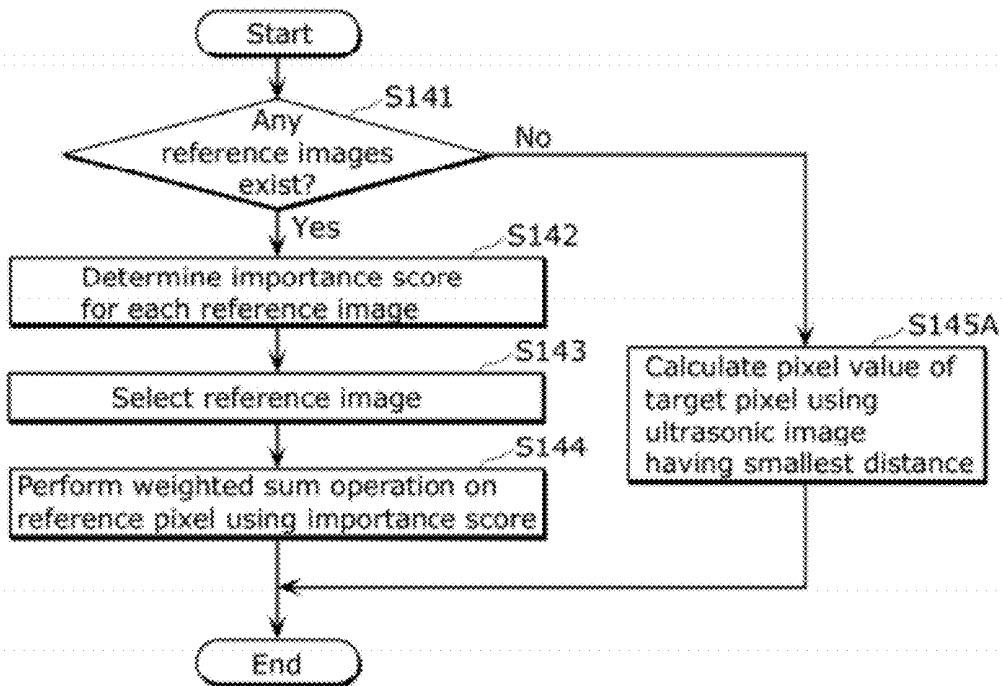 Start
S141
Any
reference images
exist?
No
Yes
S142
Determine importance score
for each reference image
S143
Select reference image
S144
Perform weighted sum operation on
reference pixel using importance score
S145A
Calculate pixel value of
target pixel using
ultrasonic image
having smallest distance
End